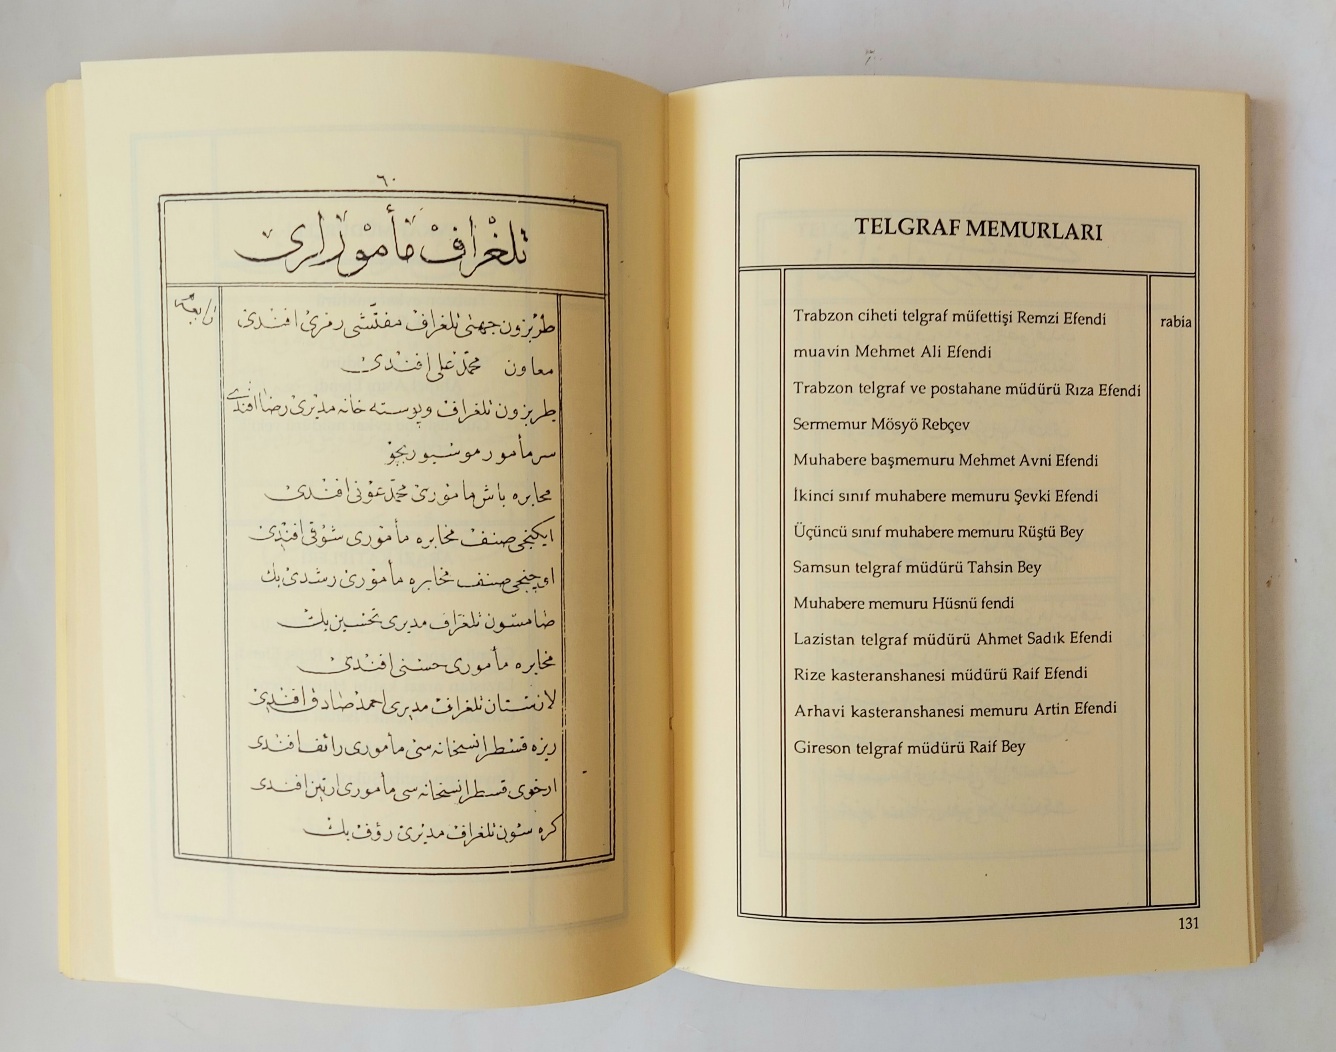 ٦٠
تلغراف مأمورلری
طربزون جهتی تلغراف مفتشی رمزی افندی
رابعه
معاون محمد علی افندی
طربزون تلغراف وپوسته خانه مدیری رضا افندی
سرمأمور موسیو ربچو
مخابره باش مأموری محمد عونی افندی
ایکنجی صنف مخابره مأموری شوقی افندی
اوچنجی صنف مخابره مأموری رشدی بك
صامسون تلغراف مدیری تحسین بك
مخابره مأموری حسنی افندی
لازستان تلغراف مدیری احمد صادق افندی
ریزه قسطرانسخانه سی مأموری رائف افندی
ارخوی قسطرانسخانه سی مأموری ارتین افندی
کره سون تلغراف مدیری رؤف بك
TELGRAF MEMURLARI
Trabzon ciheti telgraf müfettişi Remzi Efendi
rabia
muavin Mehmet Ali Efendi
Trabzon telgraf ve postahane müdürü Rıza Efendi
Sermemur Mösyö Rebçev
Muhabere başmemuru Mehmet Avni Efendi
İkinci sınıf muhabere memuru Şevki Efendi
Üçüncü sınıf muhabere memuru Rüştü Bey
Samsun telgraf müdürü Tahsin Bey
Muhabere memuru Hüsnü fendi
Lazistan telgraf müdürü Ahmet Sadık Efendi
Rize kasteranshanesi müdürü Raif Efendi
Arhavi kasteranshanesi memuru Artin Efendi
Gireson telgraf müdürü Raif Bey
131